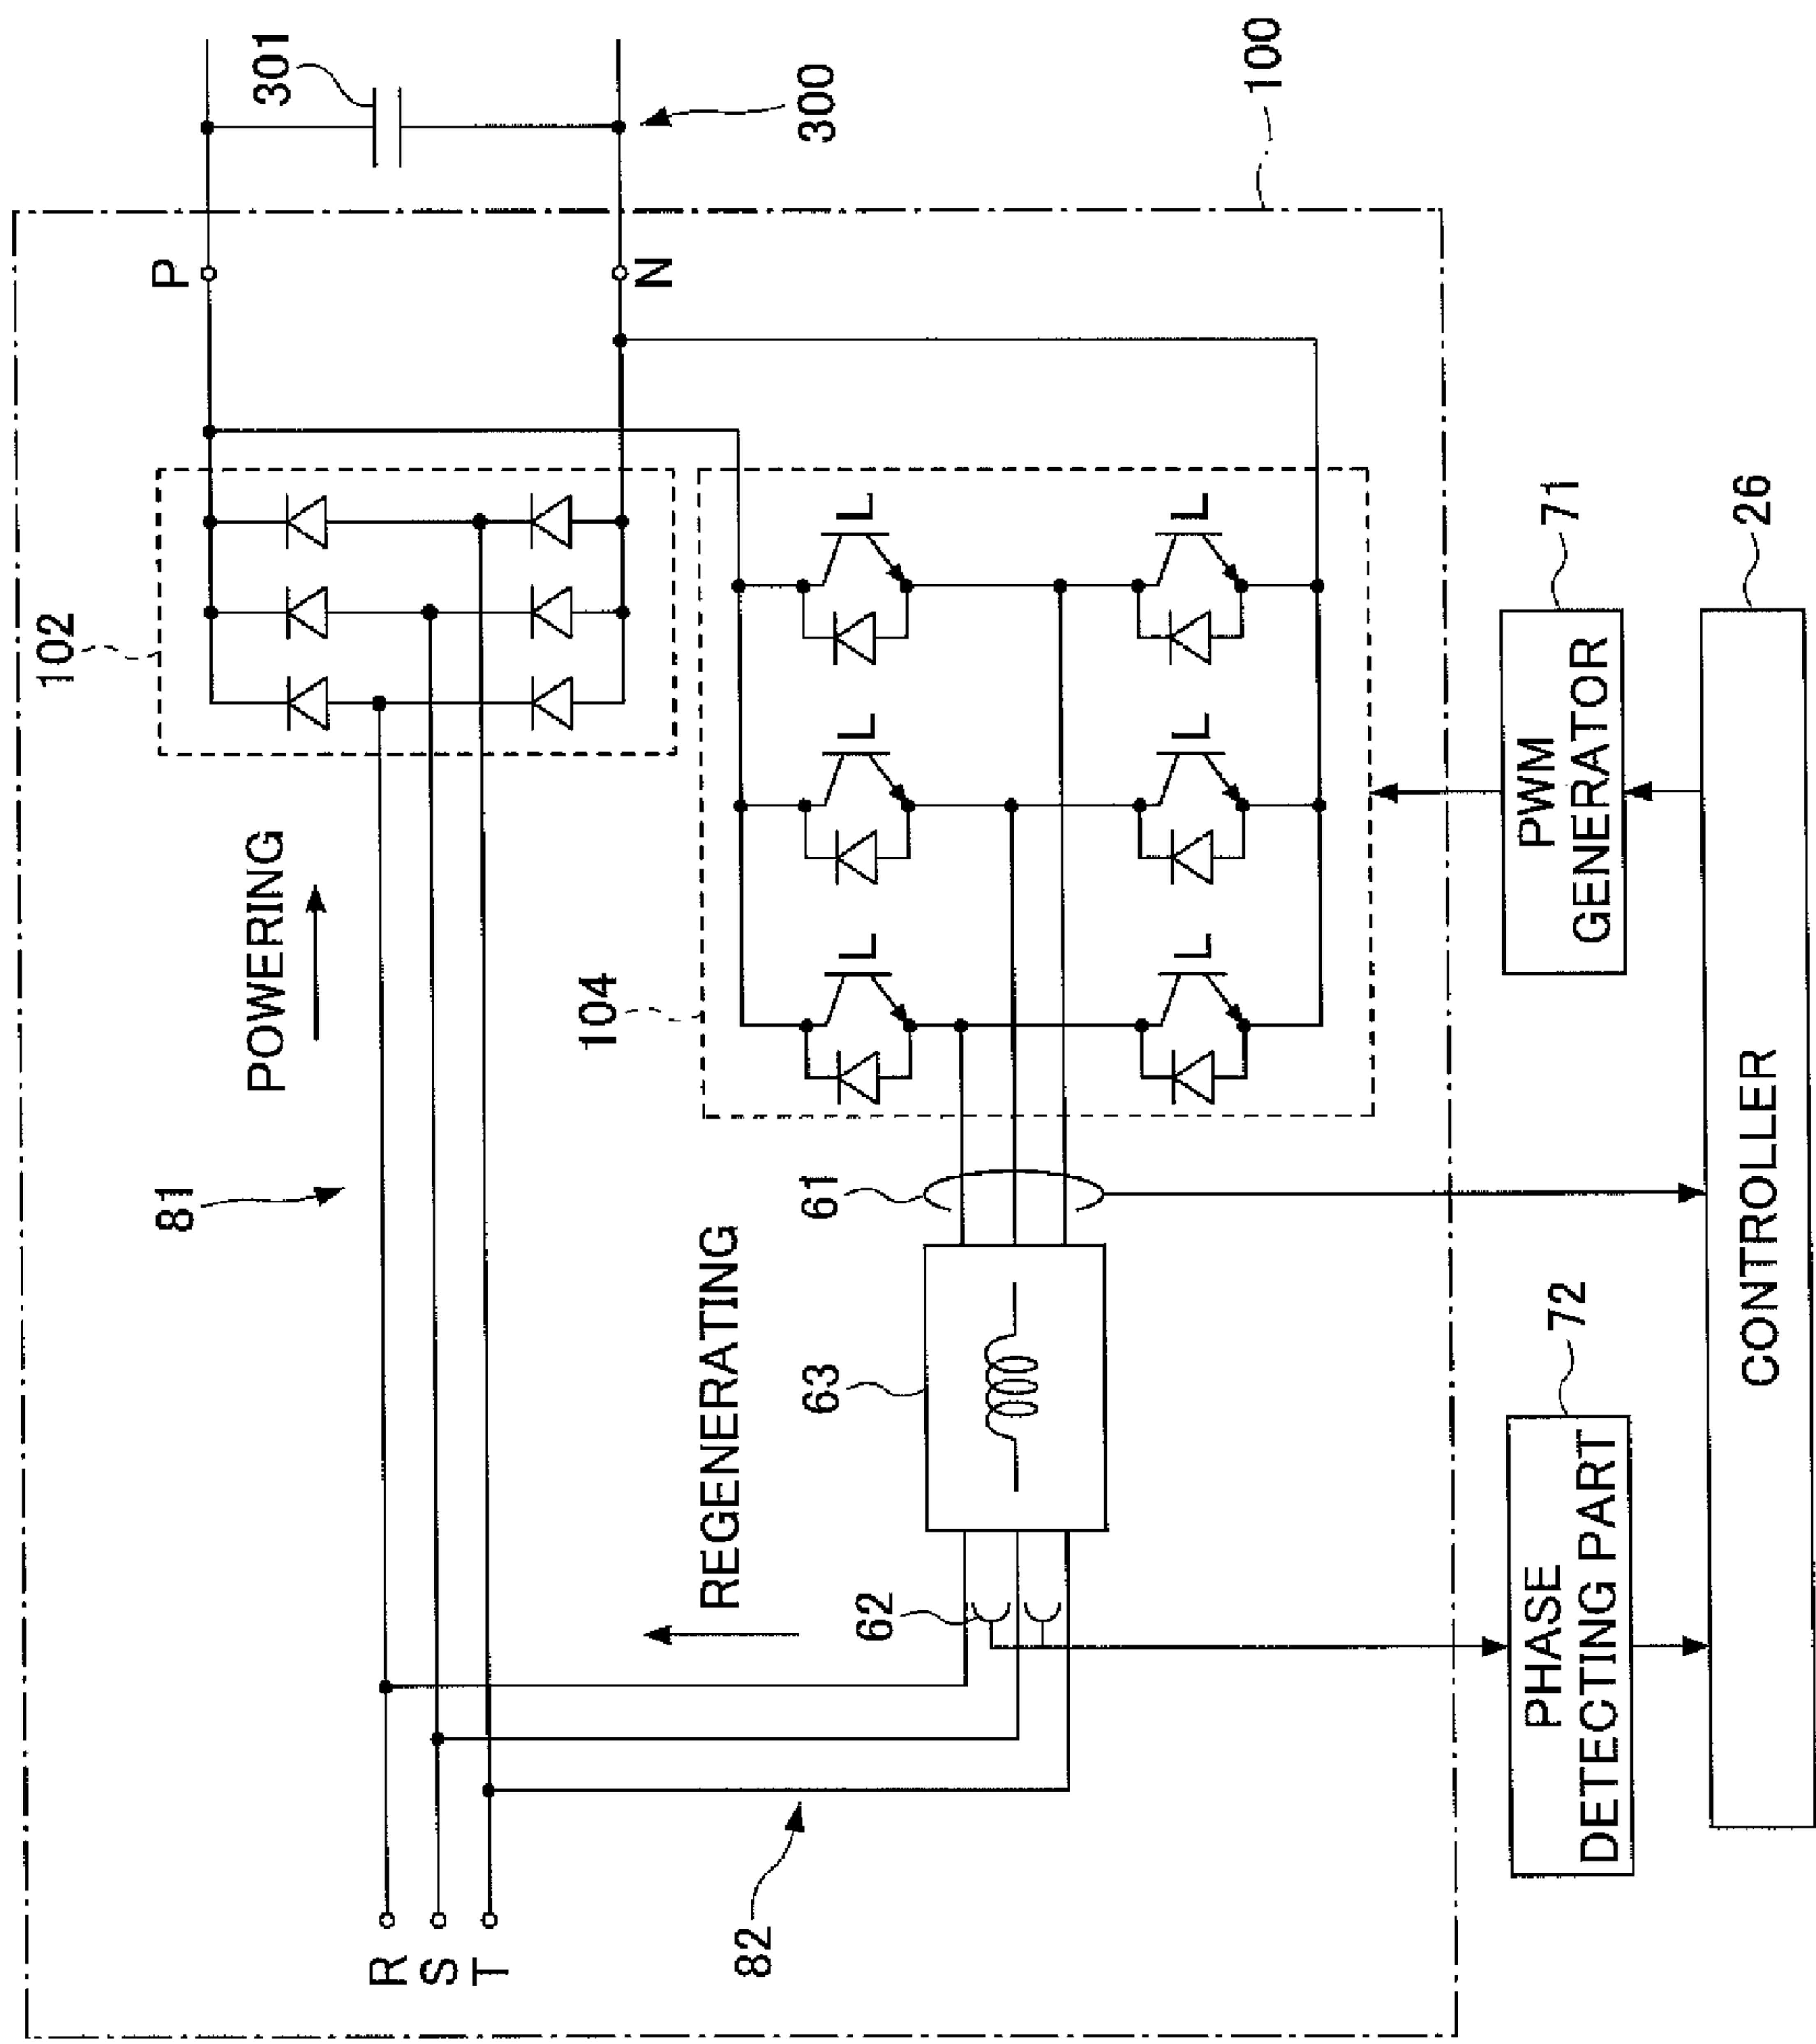 301
300
100
P
N
102
POWERING
81
L
L
L
L
L
L
104
REGENERATING
61
63
62
82
R
S
T
PWM
GENERATOR
71
26
PHASE
DETECTING PART
72
CONTROLLER